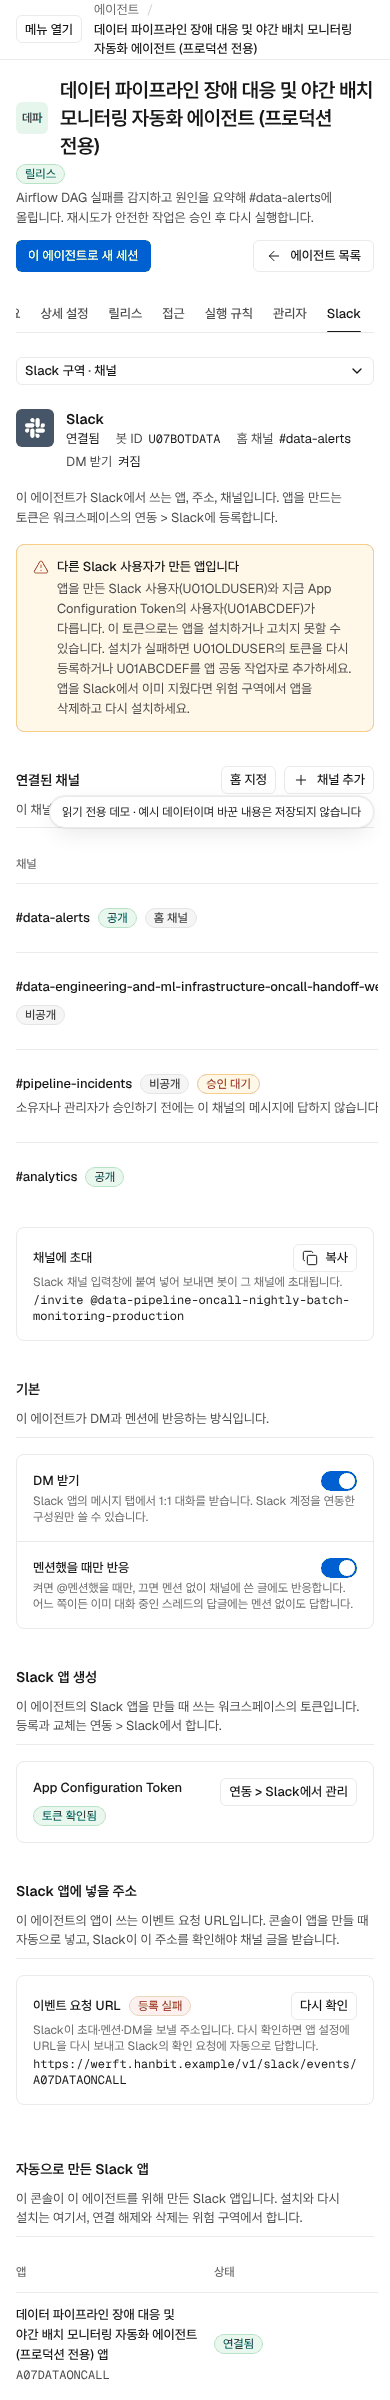 메뉴 열기
에이전트 /
데이터 파이프라인 장애 대응 및 야간 배치 모니터링
자동화 에이전트 (프로덕션 전용)
데파
데이터 파이프라인 장애 대응 및 야간 배치
모니터링 자동화 에이전트 (프로덕션
전용)
릴리스
Airflow DAG 실패를 감지하고 원인을 요약해 #data-alerts에
올립니다. 재시도가 안전한 작업은 승인 후 다시 실행합니다.
이 에이전트로 새 세션
에이전트 목록
상세 설정 릴리스 접근 실행 규칙 관리자 Slack
Slack 구역 · 채널
Slack
연결됨 봇 ID U07BOTDATA 홈 채널 #data-alerts
DM 받기 켜짐
이 에이전트가 Slack에서 쓰는 앱, 주소, 채널입니다. 앱을 만드는
토큰은 워크스페이스의 연동 > Slack에 등록합니다.
다른 Slack 사용자가 만든 앱입니다
앱을 만든 Slack 사용자(U01OLDUSER)와 지금 App
Configuration Token의 사용자(U01ABCDEF)가
다릅니다. 이 토큰으로는 앱을 설치하거나 고치지 못할 수
있습니다. 설치가 실패하면 U01OLDUSER의 토큰을 다시
등록하거나 U01ABCDEF를 앱 공동 작업자로 추가하세요.
앱을 Slack에서 이미 지웠다면 위험 구역에서 앱을
삭제하고 다시 설치하세요.
연결된 채널
홈 지정
채널 추가
이 채널
읽기 전용 데모 · 예시 데이터이며 바꾼 내용은 저장되지 않습니다
채널
#data-alerts 공개 홈 채널
#data-engineering-and-ml-infrastructure-oncall-handoff-we
비공개
#pipeline-incidents 비공개 승인 대기
소유자나 관리자가 승인하기 전에는 이 채널의 메시지에 답하지 않습니다
#analytics 공개
채널에 초대
복사
Slack 채널 입력창에 붙여 넣어 보내면 봇이 그 채널에 초대됩니다.
/invite @data-pipeline-oncall-nightly-batch-
monitoring-production
기본
이 에이전트가 DM과 멘션에 반응하는 방식입니다.
DM 받기
Slack 앱의 메시지 탭에서 1:1 대화를 받습니다. Slack 계정을 연동한
구성원만 쓸 수 있습니다.
멘션했을 때만 반응
켜면 @멘션했을 때만, 끄면 멘션 없이 채널에 쓴 글에도 반응합니다.
어느 쪽이든 이미 대화 중인 스레드의 답글에는 멘션 없이도 답합니다.
Slack 앱 생성
이 에이전트의 Slack 앱을 만들 때 쓰는 워크스페이스의 토큰입니다.
등록과 교체는 연동 > Slack에서 합니다.
App Configuration Token
연동 > Slack에서 관리
토큰 확인됨
Slack 앱에 넣을 주소
이 에이전트의 앱이 쓰는 이벤트 요청 URL입니다. 콘솔이 앱을 만들 때
자동으로 넣고, Slack이 이 주소를 확인해야 채널 글을 받습니다.
이벤트 요청 URL 등록 실패
다시 확인
Slack이 초대·멘션·DM을 보낼 주소입니다. 다시 확인하면 앱 설정에
URL을 다시 보내고 Slack의 확인 요청에 자동으로 답합니다.
https://werft.hanbit.example/v1/slack/events/
A07DATAONCALL
자동으로 만든 Slack 앱
이 콘솔이 이 에이전트를 위해 만든 Slack 앱입니다. 설치와 다시
설치는 여기서, 연결 해제와 삭제는 위험 구역에서 합니다.
앱 상태
데이터 파이프라인 장애 대응 및
야간 배치 모니터링 자동화 에이전트
(프로덕션 전용) 앱
연결됨
A07DATAONCALL